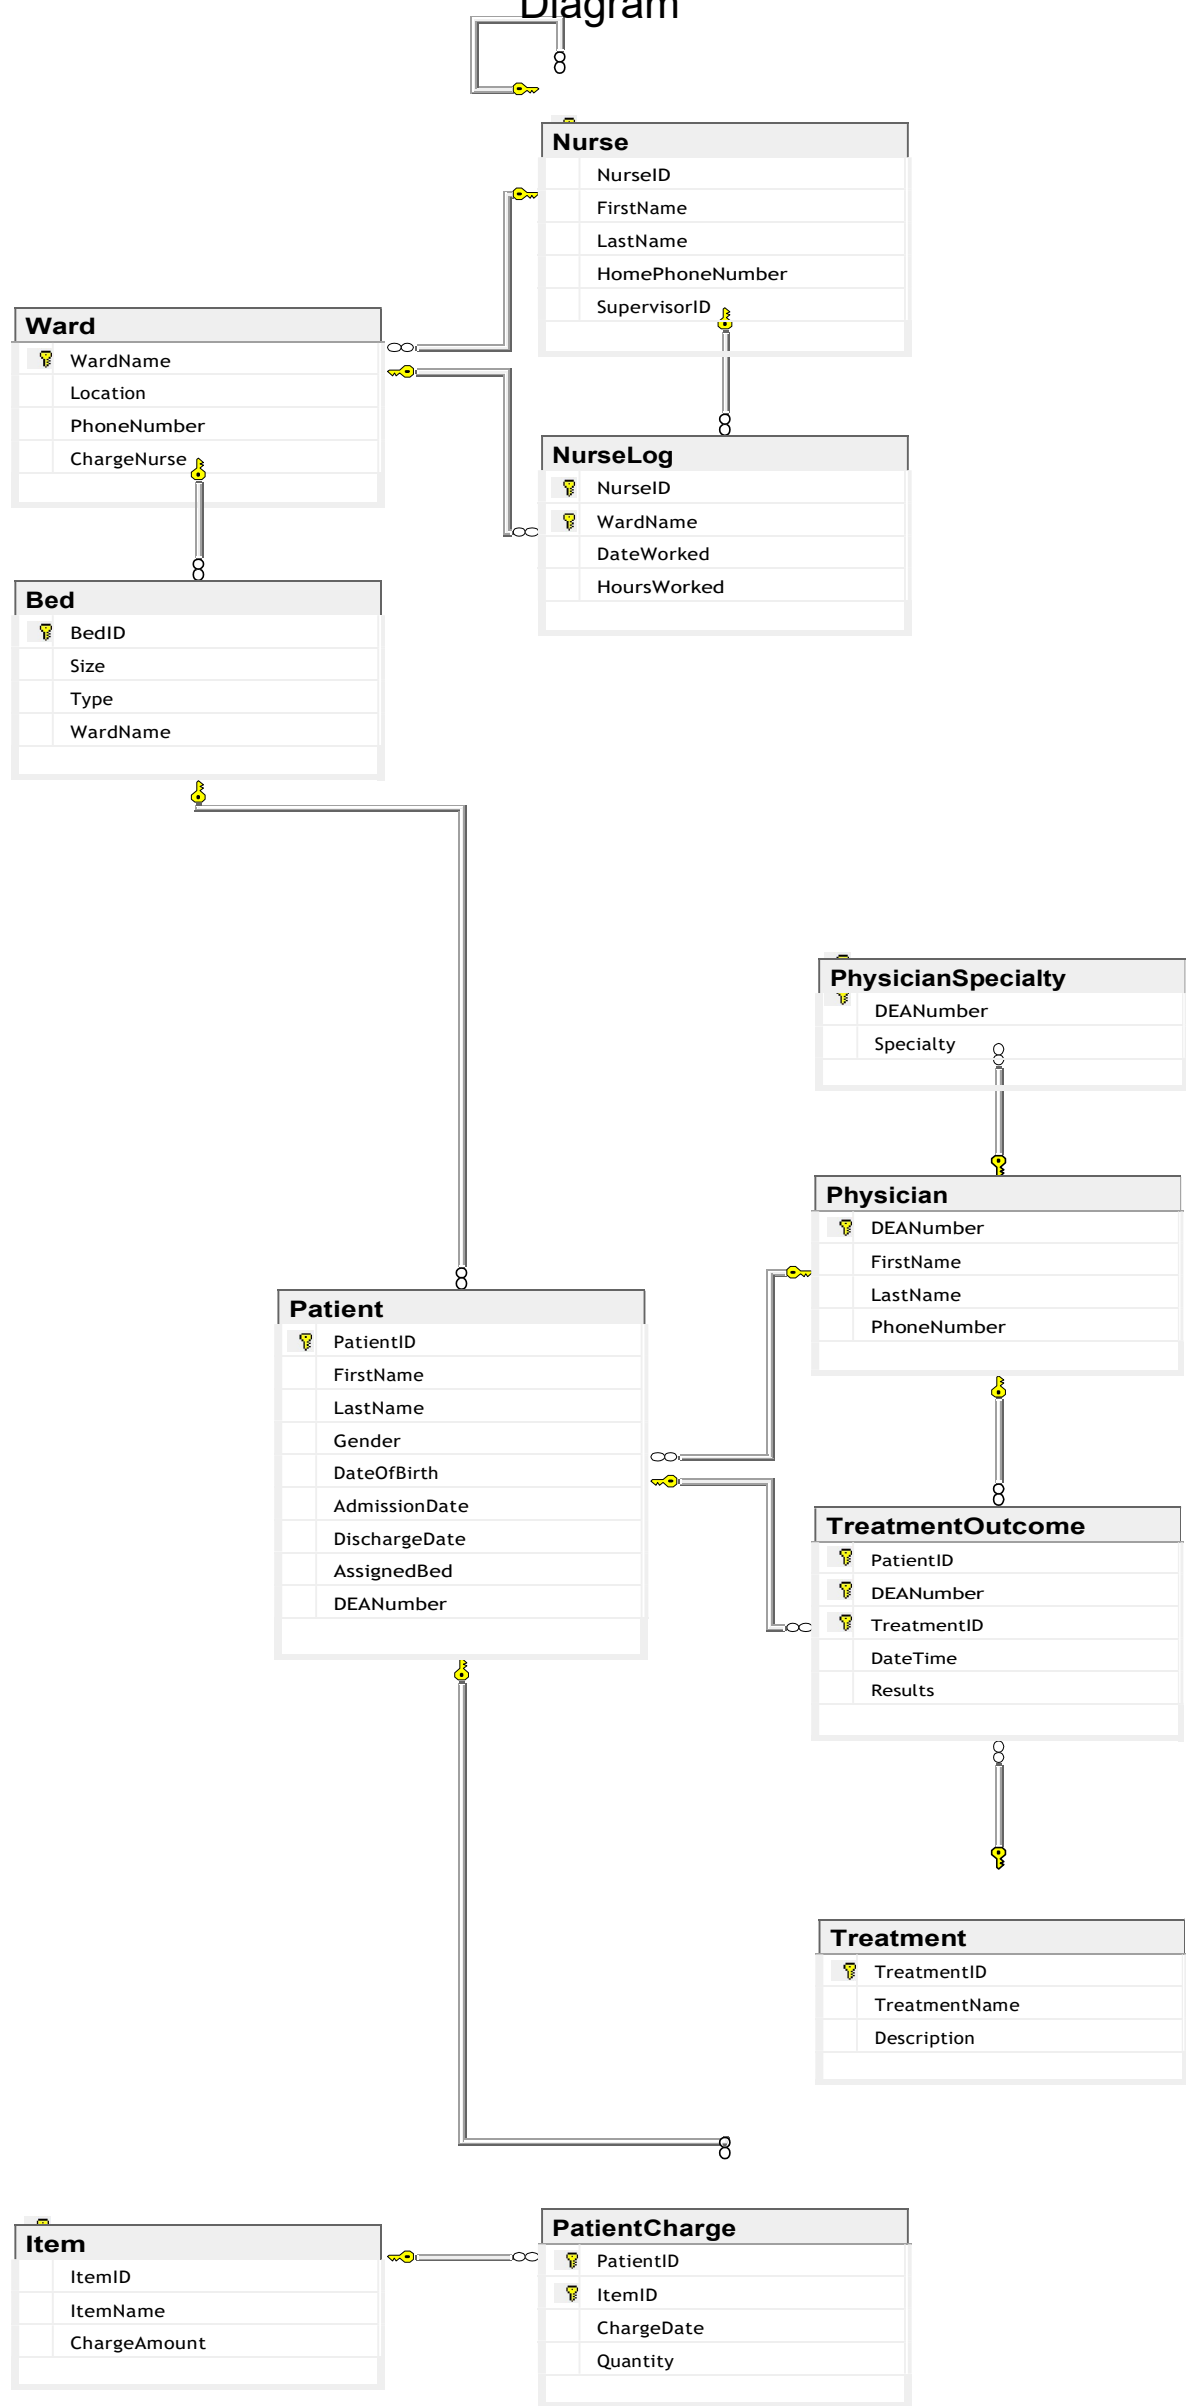 Diagram
Nurse
NurseID
FirstName
LastName
HomePhoneNumber
SupervisorID
Ward
WardName
Location
PhoneNumber
ChargeNurse
NurseLog
NurseID
WardName
DateWorked
HoursWorked
Bed
BedID
Size
Type
WardName
PhysicianSpecialty
DEANumber
Specialty
Physician
DEANumber
FirstName
LastName
PhoneNumber
Patient
PatientID
FirstName
LastName
Gender
DateOfBirth
AdmissionDate
DischargeDate
AssignedBed
DEANumber
TreatmentOutcome
PatientID
DEANumber
TreatmentID
DateTime
Results
Treatment
TreatmentID
TreatmentName
Description
Item
ItemID
ItemName
ChargeAmount
PatientCharge
PatientID
ItemID
ChargeDate
Quantity